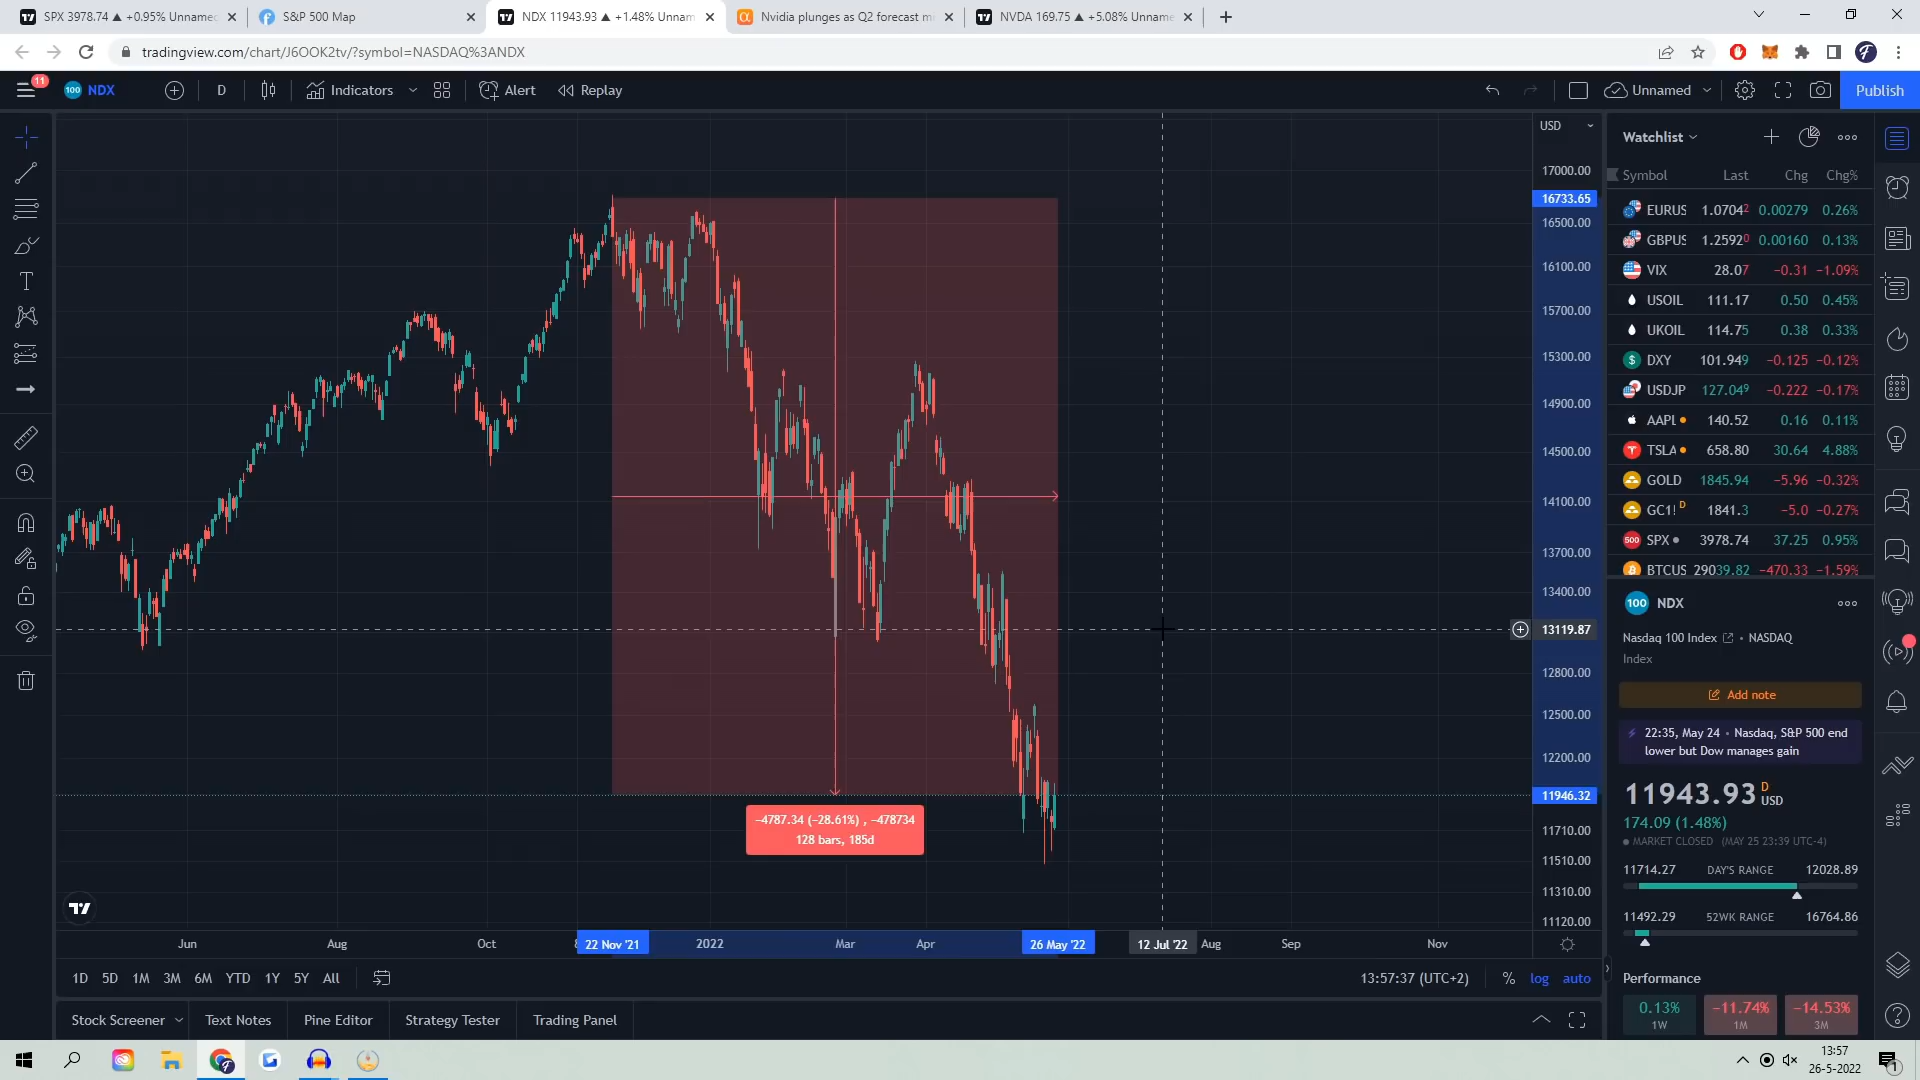 SPX 3978.74 ▲ +0.95% Unnamed
S&P 500 Map
NDX 11943.93 ▲ +1.48% Unnam
Nvidia plunges as Q2 forecast mi
NVDA 169.75 ▲ +5.08% Unname
tradingview.com/chart/J6OOK2tv/?symbol=NASDAQ%3ANDX
11
100 NDX
D
Indicators
Alert
Replay
Unnamed
Publish
USD
17000.00
16733.65
16500.00
16100.00
15700.00
15300.00
14900.00
14500.00
14100.00
13700.00
13400.00
13119.87
12800.00
12500.00
12200.00
11946.32
11710.00
11510.00
11310.00
11120.00
−4787.34 (−28.61%) , −478734
128 bars, 185d
Jun
Aug
Oct
22 Nov '21
2022
Mar
Apr
26 May '22
12 Jul '22
Aug
Sep
Nov
1D 5D 1M 3M 6M YTD 1Y 5Y All
13:57:37 (UTC+2)
% log auto
Stock Screener
Text Notes
Pine Editor
Strategy Tester
Trading Panel
Watchlist
Symbol Last Chg Chg%
EURUS 1.07042 0.00279 0.26%
GBPUS 1.25920 0.00160 0.13%
VIX 28.07 −0.31 −1.09%
USOIL 111.17 0.50 0.45%
UKOIL 114.75 0.38 0.33%
$ DXY 101.949 −0.125 −0.12%
USDJP 127.049 −0.222 −0.17%
AAPL 140.52 0.16 0.11%
TSLA 658.80 30.64 4.88%
GOLD 1845.94 −5.96 −0.32%
GC1! D 1841.3 −5.0 −0.27%
500 SPX 3978.74 37.25 0.95%
BTCUS 29039.82 −470.33 −1.59%
100 NDX
Nasdaq 100 Index • NASDAQ
Index
Add note
22:35, May 24 • Nasdaq, S&P 500 end
lower but Dow manages gain
11943.93 D USD
174.09 (1.48%)
MARKET CLOSED (MAY 25 23:39 UTC-4)
11714.27 DAY'S RANGE 12028.89
11492.29 52WK RANGE 16764.86
Performance
0.13% −11.74% −14.53%
1W 1M 3M
13:57
26-5-2022
1